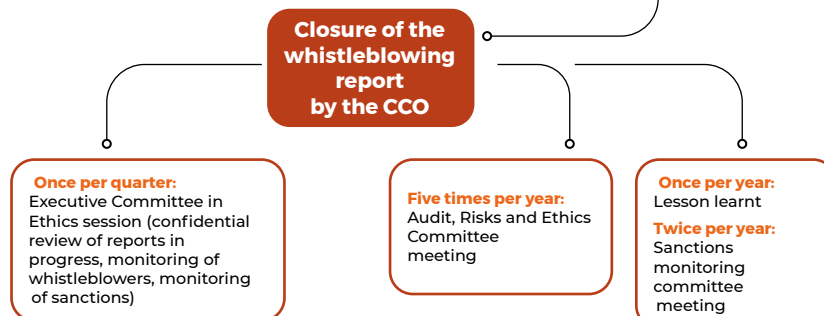 Closure of the
whistleblowing
report
by the CCO
Once per quarter:
Executive Committee in
Ethics session (confidential
review of reports in
progress, monitoring of
whistleblowers, monitoring
of sanctions)
Five times per year:
Audit, Risks and Ethics
Committee
meeting
Once per year:
Lesson learnt
Twice per year:
Sanctions
monitoring
committee
meeting